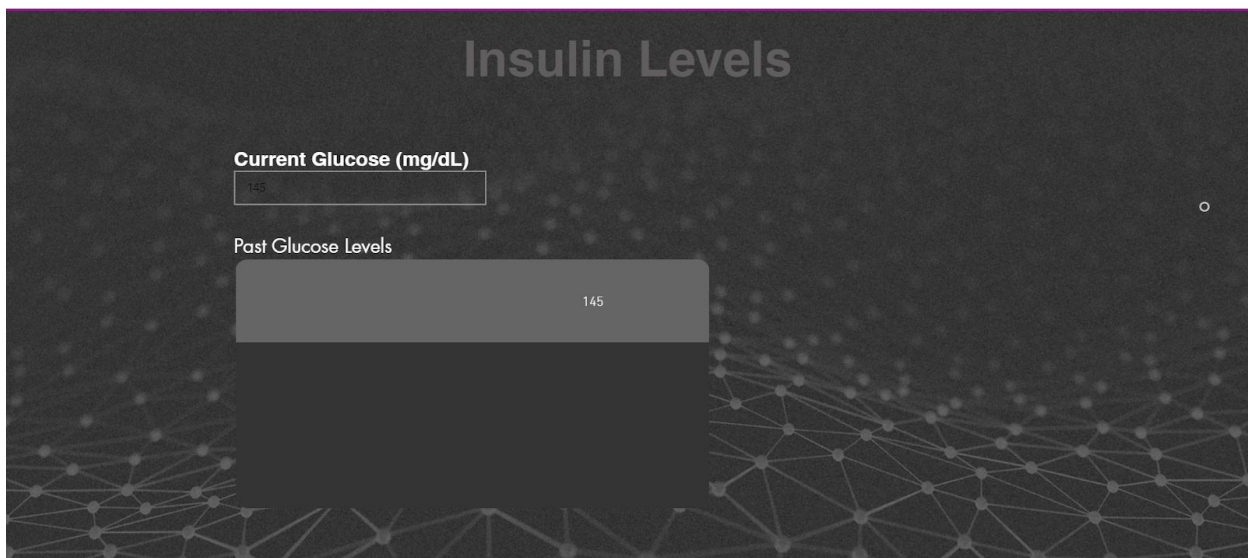 Insulin Levels
Current Glucose (mg/dL)
145
Past Glucose Levels
145